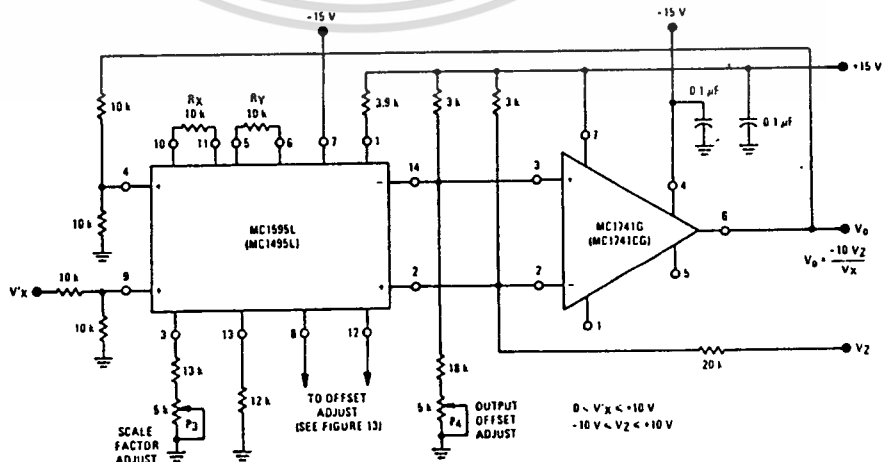 -15 V
-15 V
+15 V
0.1 µF
0.1 µF
10 k
RX
10 k
RY
10 k
3.9 k
3 k
3 k
10
11
5
6
7
1
7
4
4
+
-
14
3
+
MC1595L
(MC1495L)
MC1741G
(MC1741CG)
6
Vo
Vo = -10 VZ / VX
10 k
V'X
10 k
9
+
+
2
2
-
5
1
10 k
3
13
8
12
VZ
20 k
13 k
12 k
18 k
5 k
P3
TO OFFSET
ADJUST
(SEE FIGURE 13)
5 k
P4
OUTPUT
OFFSET
ADJUST
0 < V'X < +10 V
-10 V < VZ < +10 V
SCALE
FACTOR
ADJUST